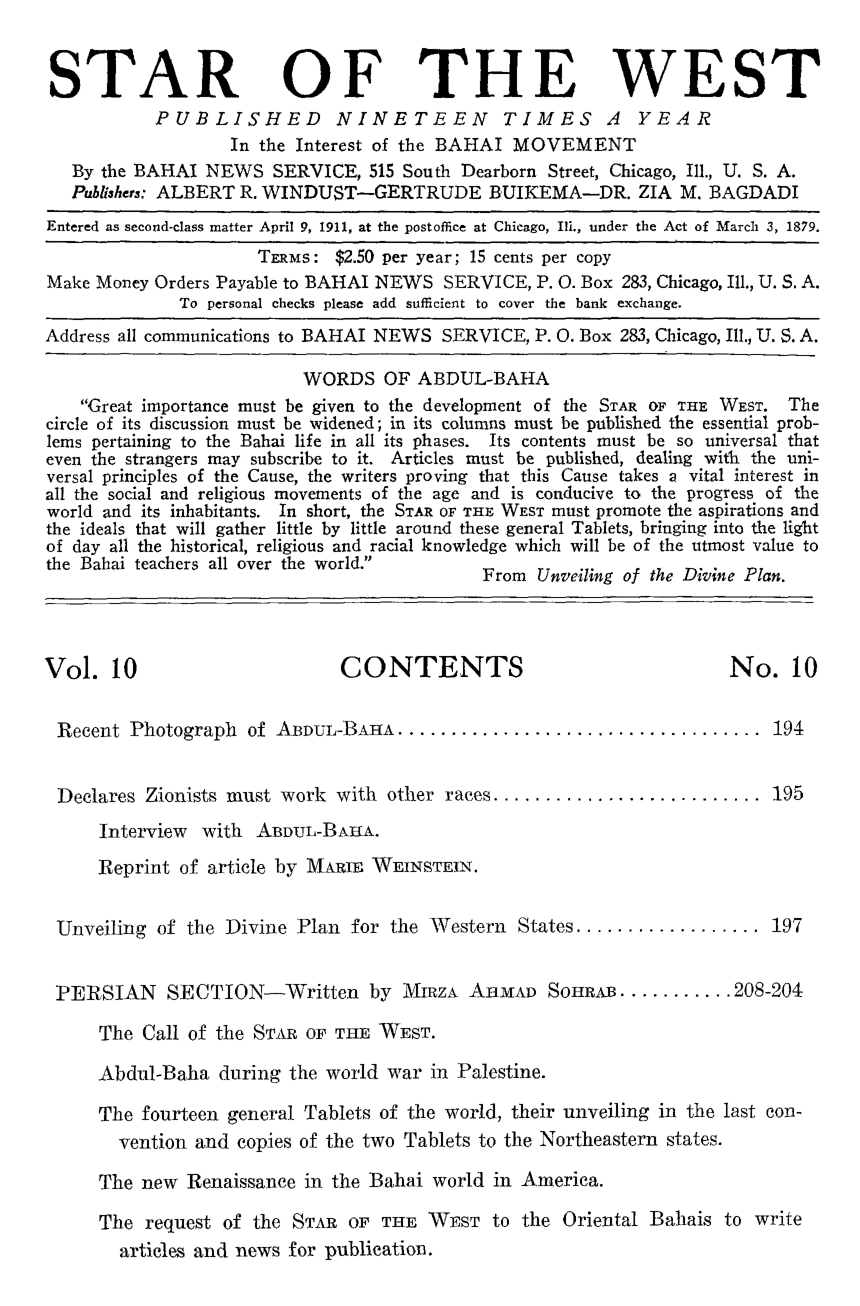 STAR OF THE WEST
PUBLISHED NINETEEN TIMES A YEAR
In the Interest of the BAHAI MOVEMENT
By the BAHAI NEWS SERVICE, 515 South Dearborn Street, Chicago, Ill., U. S. A.
Publishers: ALBERT R. WINDUST—GERTRUDE BUIKEMA—DR. ZIA M. BAGDADI
Entered as second-class matter April 9, 1911, at the postoffice at Chicago, Ill., under the Act of March 3, 1879.
TERMS: $2.50 per year; 15 cents per copy
Make Money Orders Payable to BAHAI NEWS SERVICE, P. O. Box 283, Chicago, Ill., U. S. A.
To personal checks please add sufficient to cover the bank exchange.
Address all communications to BAHAI NEWS SERVICE, P. O. Box 283, Chicago, Ill., U. S. A.
WORDS OF ABDUL-BAHA
"Great importance must be given to the development of the STAR OF THE WEST. The
circle of its discussion must be widened; in its columns must be published the essential prob-
lems pertaining to the Bahai life in all its phases. Its contents must be so universal that
even the strangers may subscribe to it. Articles must be published, dealing with the uni-
versal principles of the Cause, the writers proving that this Cause takes a vital interest in
all the social and religious movements of the age and is conducive to the progress of the
world and its inhabitants. In short, the STAR OF THE WEST must promote the aspirations and
the ideals that will gather little by little around these general Tablets, bringing into the light
of day all the historical, religious and racial knowledge which will be of the utmost value to
the Bahai teachers all over the world."
From Unveiling of the Divine Plan.
Vol. 10 CONTENTS No. 10
Recent Photograph of ABDUL-BAHA................................... 194
Declares Zionists must work with other races.......................... 195
Interview with ABDUL-BAHA.
Reprint of article by MARIE WEINSTEIN.
Unveiling of the Divine Plan for the Western States.................. 197
PERSIAN SECTION—Written by MIRZA AHMAD SOHRAB...........208-204
The Call of the STAR OF THE WEST.
Abdul-Baha during the world war in Palestine.
The fourteen general Tablets of the world, their unveiling in the last con-
vention and copies of the two Tablets to the Northeastern states.
The new Renaissance in the Bahai world in America.
The request of the STAR OF THE WEST to the Oriental Bahais to write
articles and news for publication.